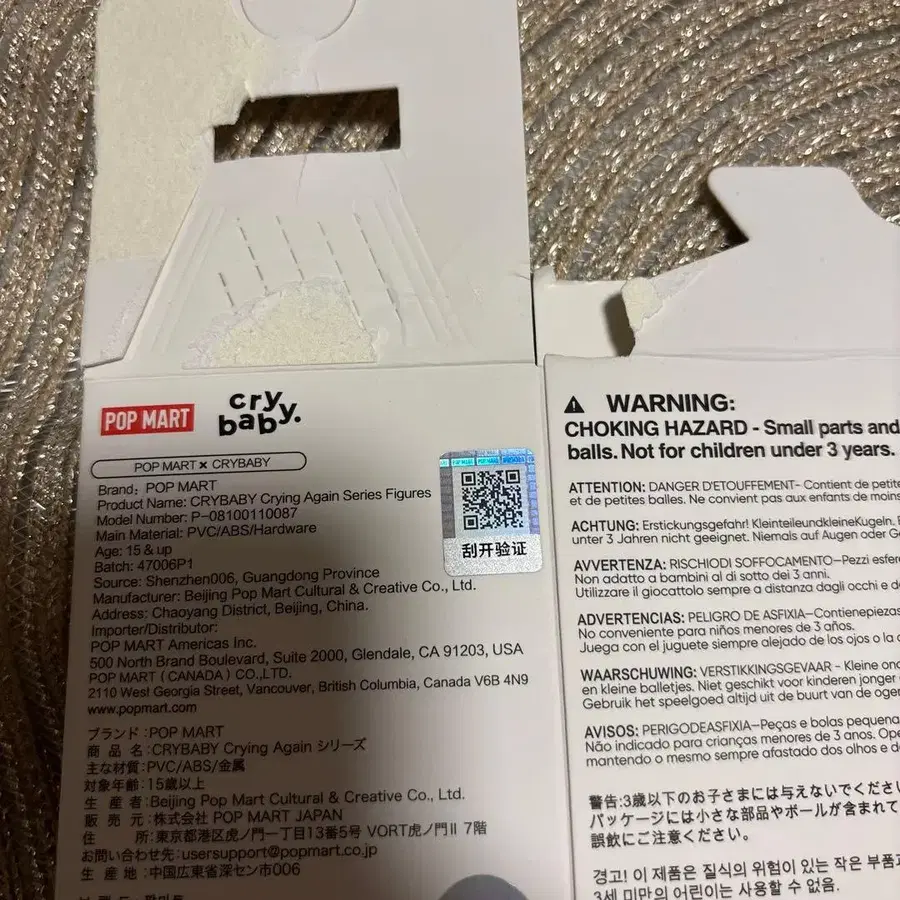 POP MART
cry
baby.
POP MART × CRYBABY
Brand: POP MART
Product Name: CRYBABY Crying Again Series Figures
Model Number: P-08100110087
Main Material: PVC/ABS/Hardware
Age: 15 & up
Batch: 47006P1
Source: Shenzhen006, Guangdong Province
Manufacturer: Beijing Pop Mart Cultural & Creative Co., Ltd.
Address: Chaoyang District, Beijing, China.
Importer/Distributor:
POP MART Americas Inc.
500 North Brand Boulevard, Suite 2000, Glendale, CA 91203, USA
POP MART (CANADA) CO.,LTD.
2110 West Georgia Street, Vancouver, British Columbia, Canada V6B 4N9
www.popmart.com
ブランド:POP MART
商品名:CRYBABY Crying Again シリーズ
主な材質:PVC/ABS/金属
対象年齢:15歳以上
生産者:Beijing Pop Mart Cultural & Creative Co., Ltd.
販売元:株式会社 POP MART JAPAN
住所:東京都港区虎ノ門一丁目13番5号 VORT虎ノ門II 7階
お問い合わせ先:usersupport@popmart.co.jp
生産地:中国広東省深セン市006
POP MART
刮开验证
WARNING:
CHOKING HAZARD - Small parts and
balls. Not for children under 3 years.
ATTENTION: DANGER D'ETOUFFEMENT- Contient de petite
et de petites balles. Ne convient pas aux enfants de moins
ACHTUNG: Erstickungsgefahr! KleinteileundkleineKugeln.
unter 3 Jahren nicht geeignet. Niemals auf Augen oder
AVVERTENZA: RISCHIODI SOFFOCAMENTO-Pezzi esfer
Non adatto a bambini al di sotto dei 3 anni.
Utilizzare il giocattolo sempre a distanza dagli occhi e
ADVERTENCIAS: PELIGRO DE ASFIXIA-Contienepiezas
No conveniente para niños menores de 3 años.
Juega con el juguete siempre alejado de los ojos o la
WAARSCHUWING: VERSTIKKINGSGEVAAR - Kleine
en kleine balletjes. Niet geschikt voor kinderen jonger
Gebruik het speelgoed altijd uit de buurt van de ogen
AVISOS: PERIGODEASFIXIA-Peças e bolas pequena
Não indicado para crianças menores de 3 anos.
mantendo o mesmo sempre afastado dos olhos e
警告:3歳以下のお子さまには与えないでくださ
パッケージには小さな部品やボールが含まれて
誤飲にご注意ください。
경고! 이 제품은 질식의 위험이 있는 작은 부품
3세 미만의 어린이는 사용할 수 없음.